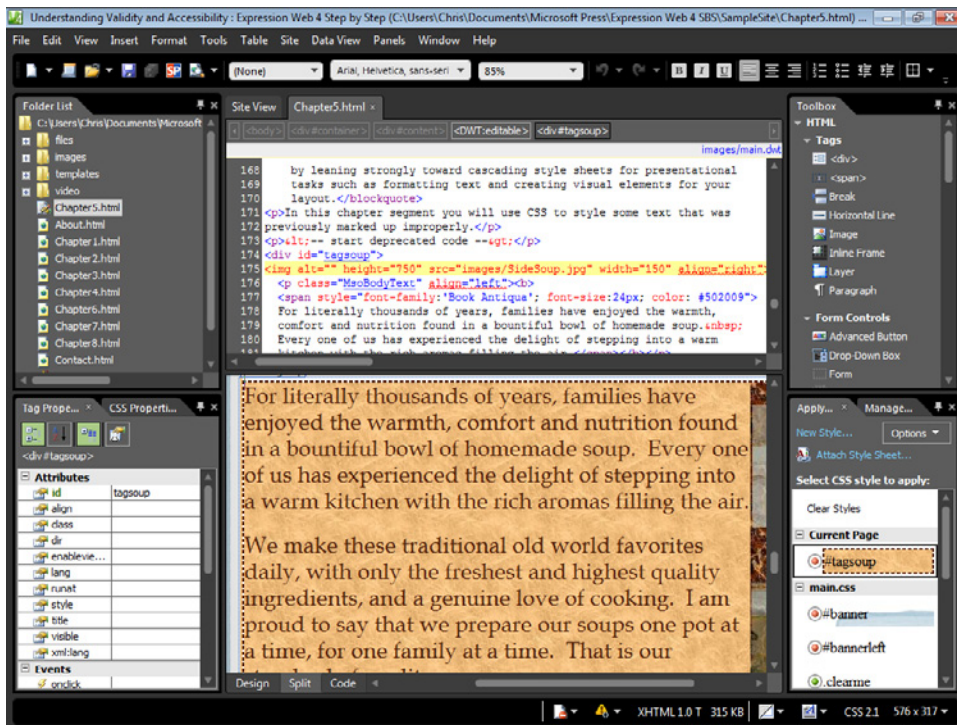 Understanding Validity and Accessibility : Expression Web 4 Step by Step (C:\Users\Chris\Documents\Microsoft Press\Expression Web 4 SBS\SampleSite\Chapter5.html) ...
File Edit View Insert Format Tools Table Site Data View Panels Window Help
(None) Arial, Helvetica, sans-seri 85% B I U
Folder List
C:\Users\Chris\Documents\Microsoft
files
images
templates
video
Chapter5.html
About.html
Chapter1.html
Chapter2.html
Chapter3.html
Chapter4.html
Chapter6.html
Chapter7.html
Chapter8.html
Contact.html
Site View Chapter5.html ×
<body> <div#container> <div#content> <DWT:editable> <div#tagsoup>
images/main.dwt
168 by leaning strongly toward cascading style sheets for presentational
169 tasks such as formatting text and creating visual elements for your
170 layout.</blockquote>
171 <p>In this chapter segment you will use CSS to style some text that was
172 previously marked up improperly.</p>
173 <p>&lt;-- start deprecated code --&gt;</p>
174 <div id="tagsoup">
175 <img alt="" height="750" src="images/SideSoup.jpg" width="150" align="right"
176 <p class="MsoBodyText" align="left"><b>
177 <span style="font-family:'Book Antiqua'; font-size:24px; color: #502009">
178 For literally thousands of years, families have enjoyed the warmth,
179 comfort and nutrition found in a bountiful bowl of homemade soup.&nbsp;
180 Every one of us has experienced the delight of stepping into a warm
181 kitchen with the rich aromas filling the air.</span></b></p>
For literally thousands of years, families have
enjoyed the warmth, comfort and nutrition found
in a bountiful bowl of homemade soup. Every one
of us has experienced the delight of stepping into
a warm kitchen with the rich aromas filling the air.
We make these traditional old world favorites
daily, with only the freshest and highest quality
ingredients, and a genuine love of cooking. I am
proud to say that we prepare our soups one pot at
a time, for one family at a time. That is our
Design Split Code
Toolbox
HTML
Tags
<div>
<span>
Break
Horizontal Line
Image
Inline Frame
Layer
Paragraph
Form Controls
Advanced Button
Drop-Down Box
Form
Tag Prope... × CSS Properti...
<div#tagsoup>
Attributes
id tagsoup
align
class
dir
enablevie...
lang
runat
style
title
visible
xml:lang
Events
onclick
Apply... × Manage...
New Style... Options
Attach Style Sheet...
Select CSS style to apply:
Clear Styles
Current Page
#tagsoup
main.css
#banner
#bannerleft
.clearme
XHTML 1.0 T 315 KB CSS 2.1 576 x 317